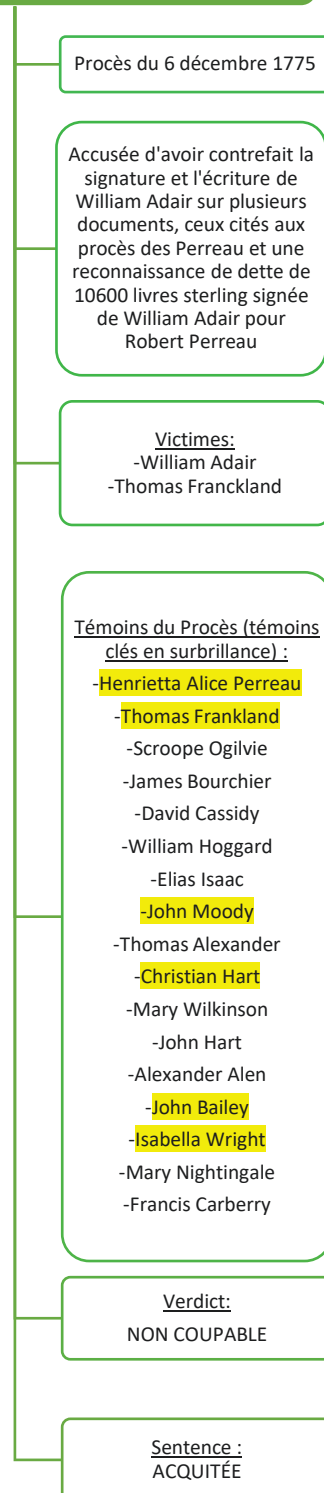 Procès du 6 décembre 1775
Accusée d'avoir contrefait la
signature et l'écriture de
William Adair sur plusieurs
documents, ceux cités aux
procès des Perreau et une
reconnaissance de dette de
10600 livres sterling signée
de William Adair pour
Robert Perreau
Victimes:
-William Adair
-Thomas Franckland
Témoins du Procès (témoins
clés en surbrillance) :
-Henrietta Alice Perreau
-Thomas Frankland
-Scroope Ogilvie
-James Bourchier
-David Cassidy
-William Hoggard
-Elias Isaac
-John Moody
-Thomas Alexander
-Christian Hart
-Mary Wilkinson
-John Hart
-Alexander Alen
-John Bailey
-Isabella Wright
-Mary Nightingale
-Francis Carberry
Verdict:
NON COUPABLE
Sentence :
ACQUITÉE